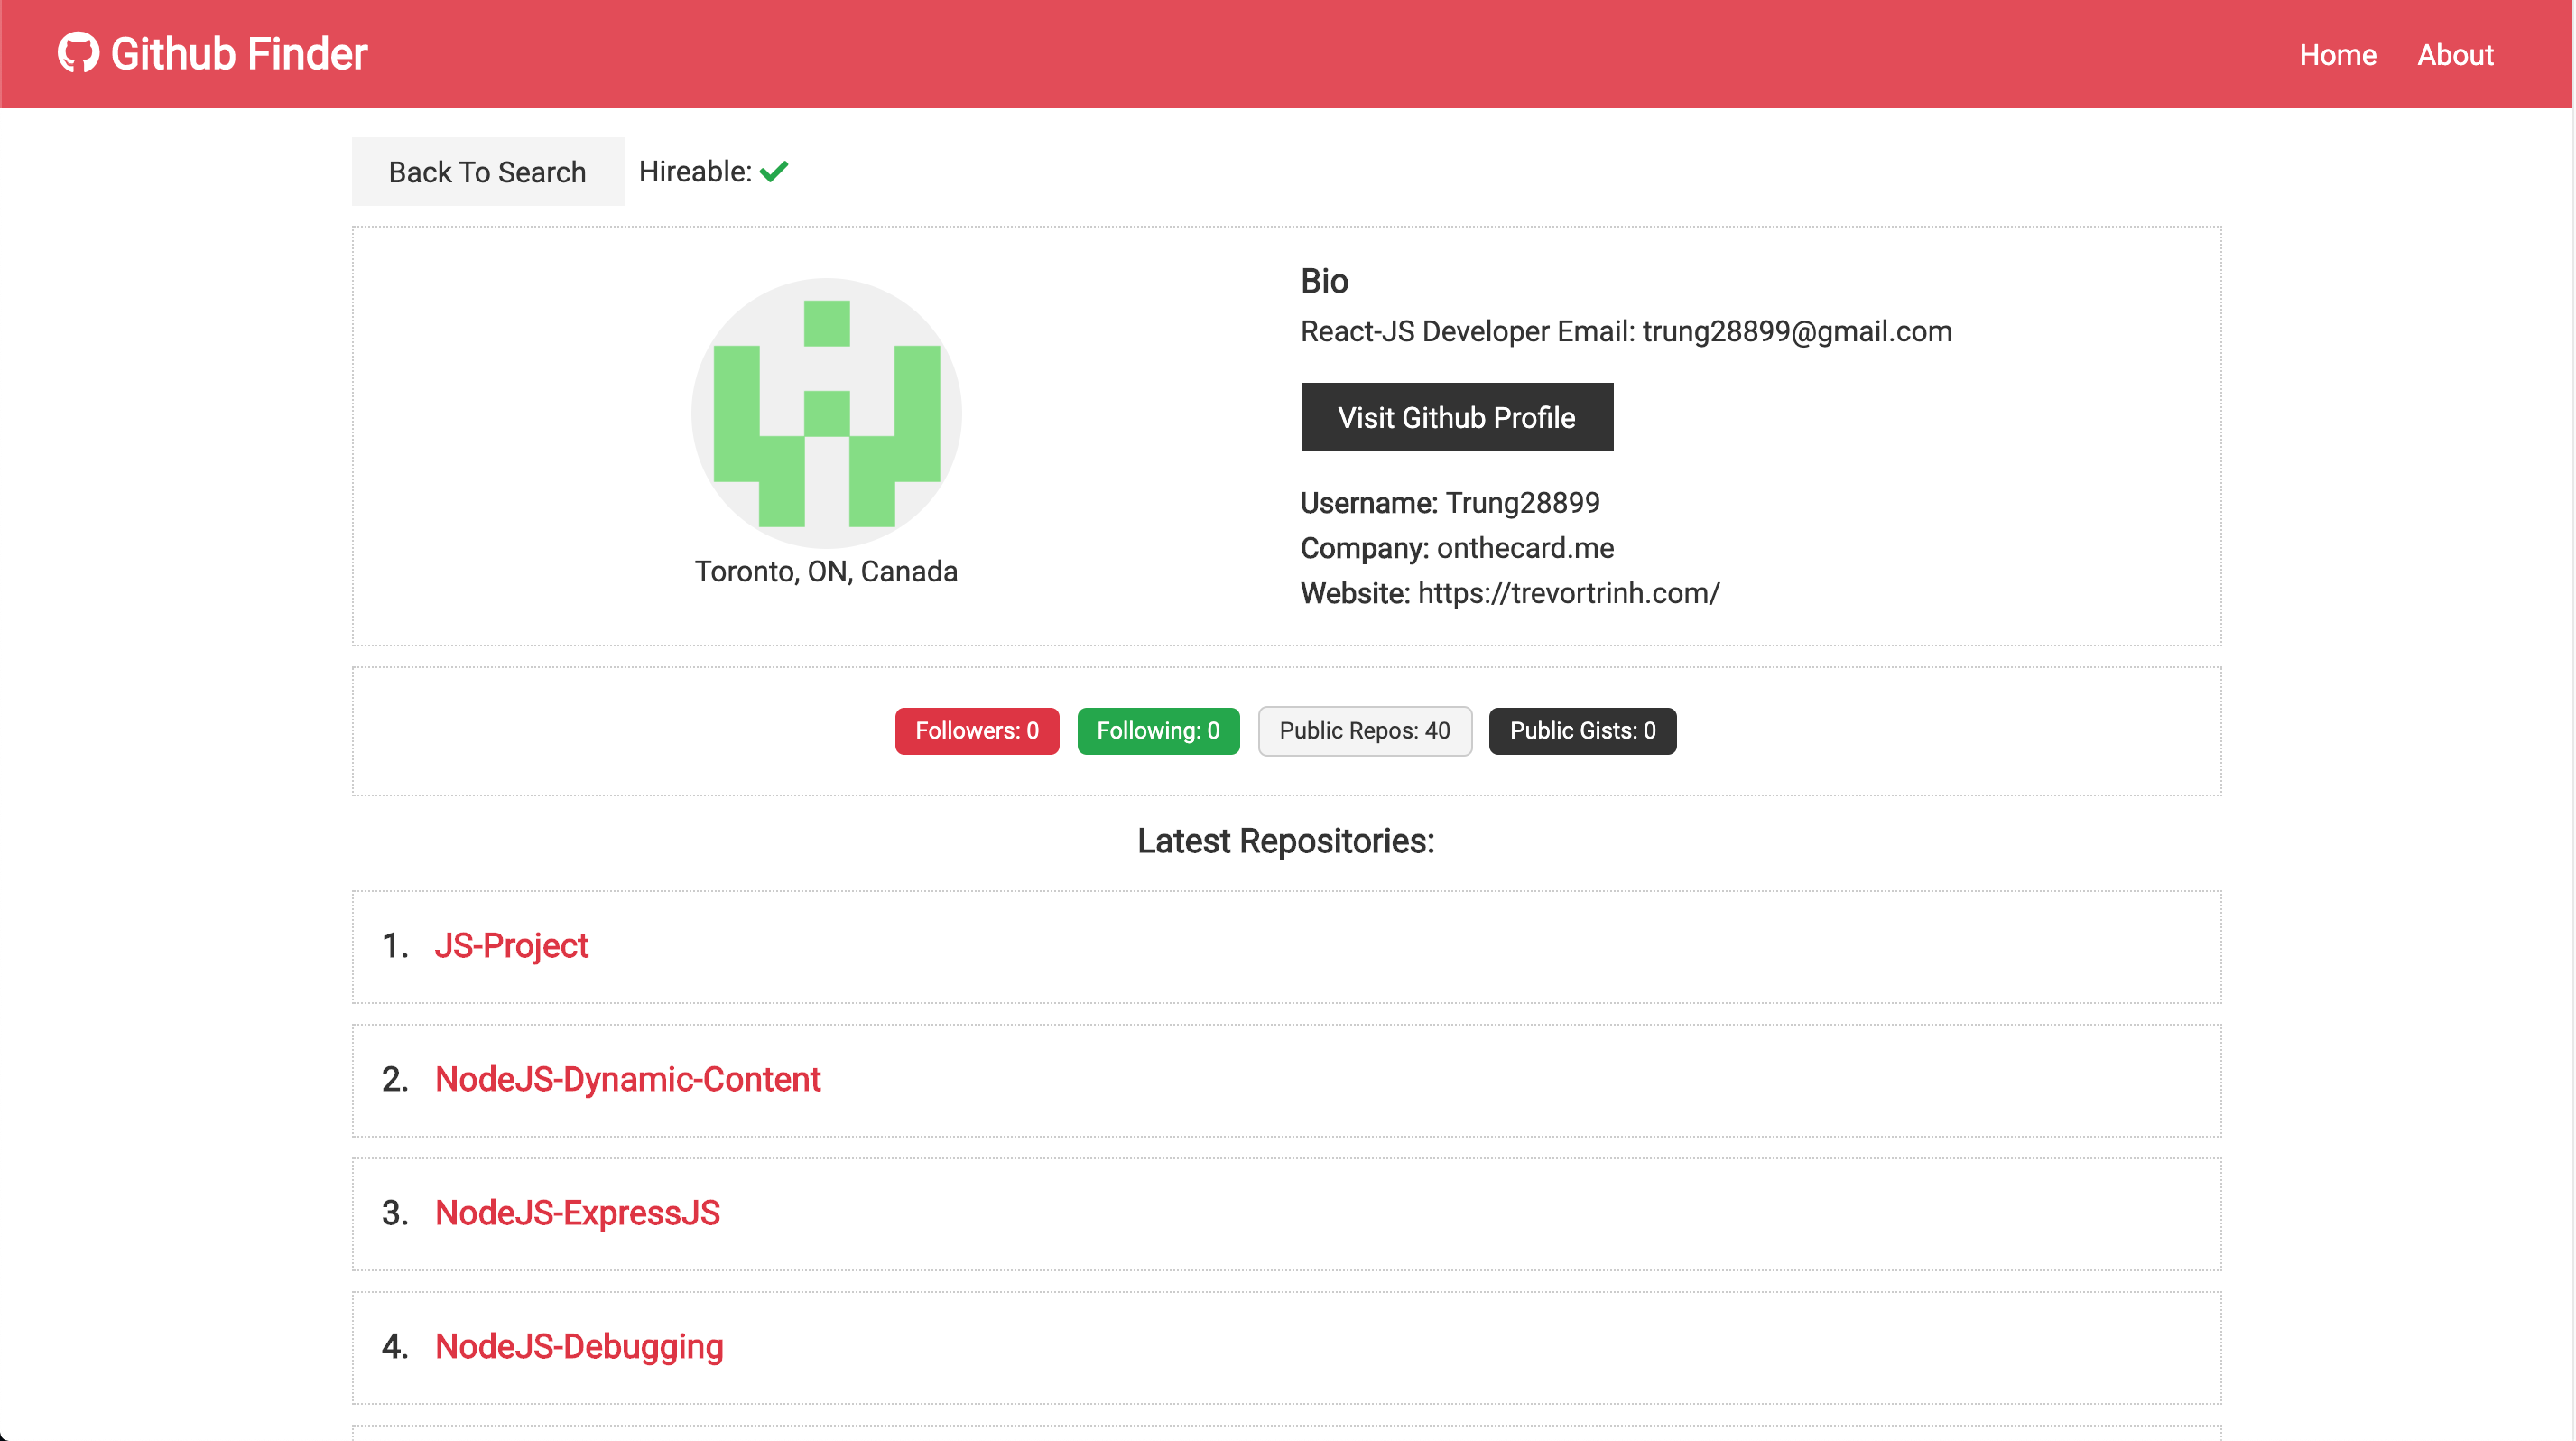 Github Finder
Home About
Back To Search Hireable:
Bio
React-JS Developer Email: trung28899@gmail.com
Visit Github Profile
Username: Trung28899
Company: onthecard.me
Website: https://trevortrinh.com/
Toronto, ON, Canada
Followers: 0 Following: 0 Public Repos: 40 Public Gists: 0
Latest Repositories:
1. JS-Project
2. NodeJS-Dynamic-Content
3. NodeJS-ExpressJS
4. NodeJS-Debugging